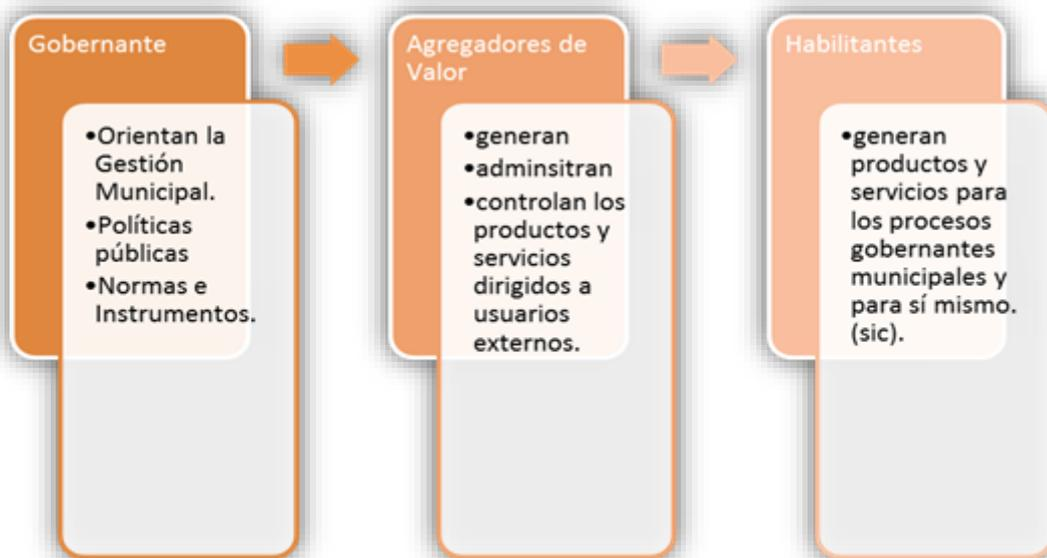 Gobernante
•Orientan la
Gestión
Municipal.
•Políticas
públicas
•Normas e
Instrumentos.
Agregadores de
Valor
•generan
•adminsitran
•controlan los
productos y
servicios
dirigidos a
usuarios
externos.
Habilitantes
•generan
productos y
servicios para
los procesos
gobernantes
municipales y
para sí mismo.
(sic).